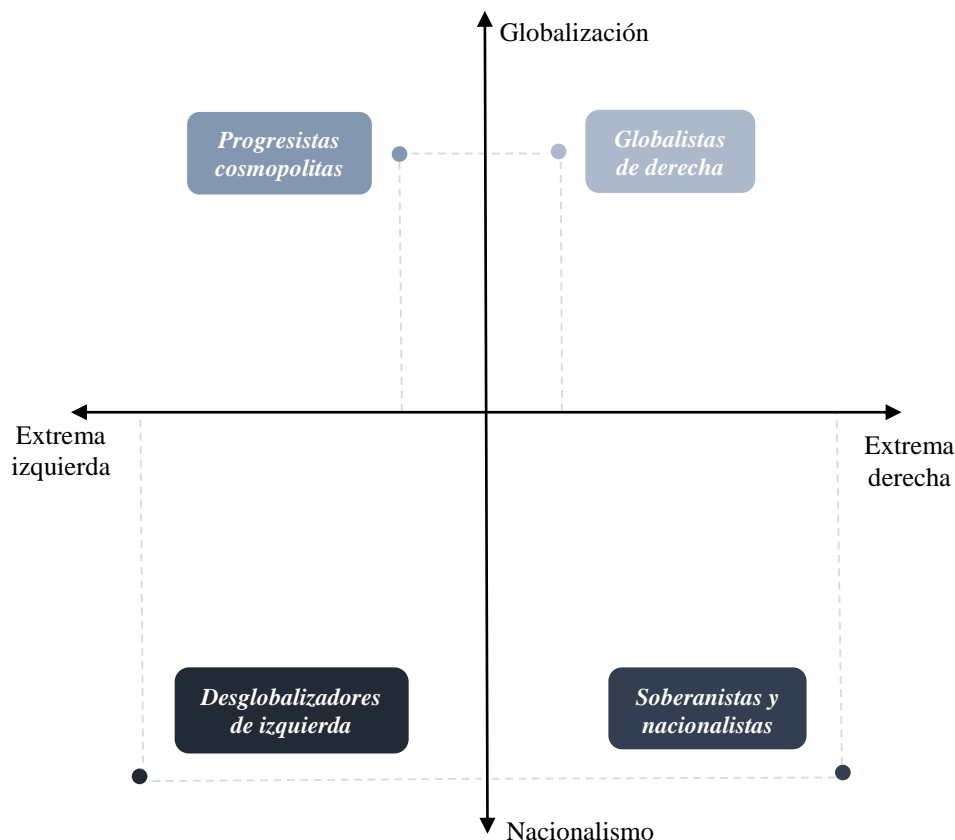 Globalización
Progresistas
cosmopolitas
Globalistas
de derecha
Extrema
izquierda
Extrema
derecha
Desglobalizadores
de izquierda
Soberanistas y
nacionalistas
Nacionalismo